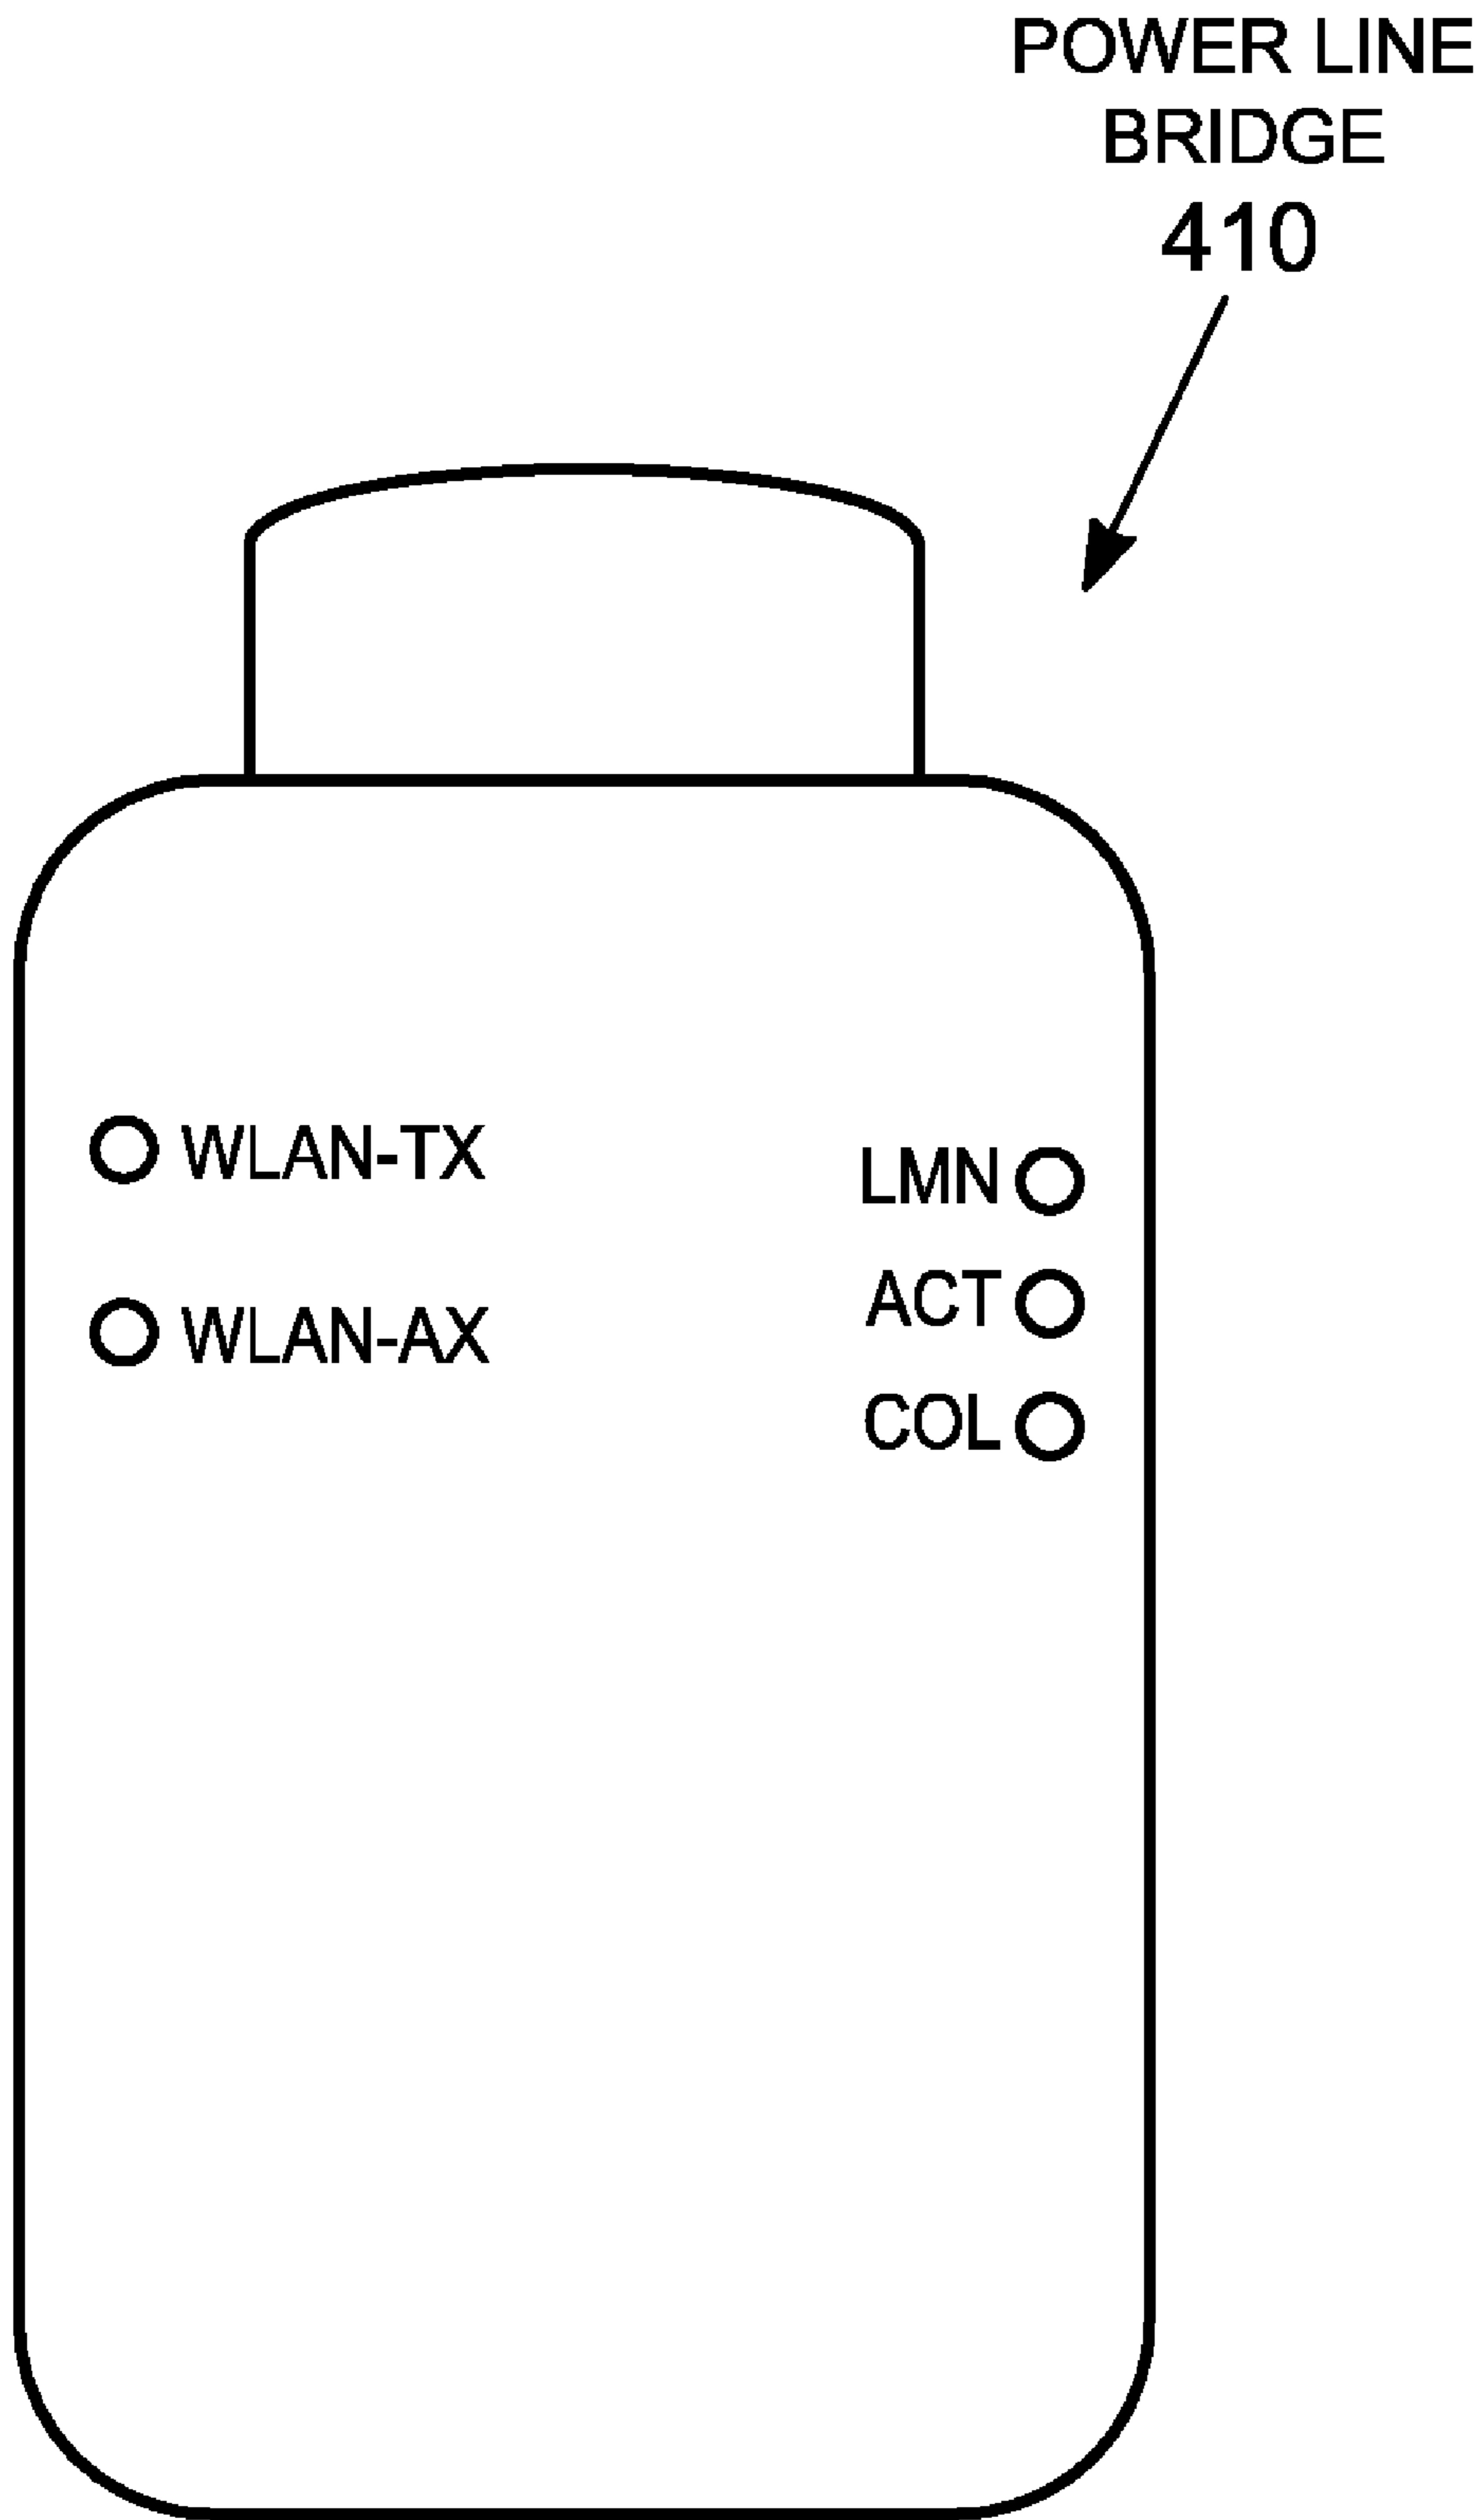 POWER LINE
BRIDGE
410
WLAN-TX
WLAN-AX
LMN
ACT
COL